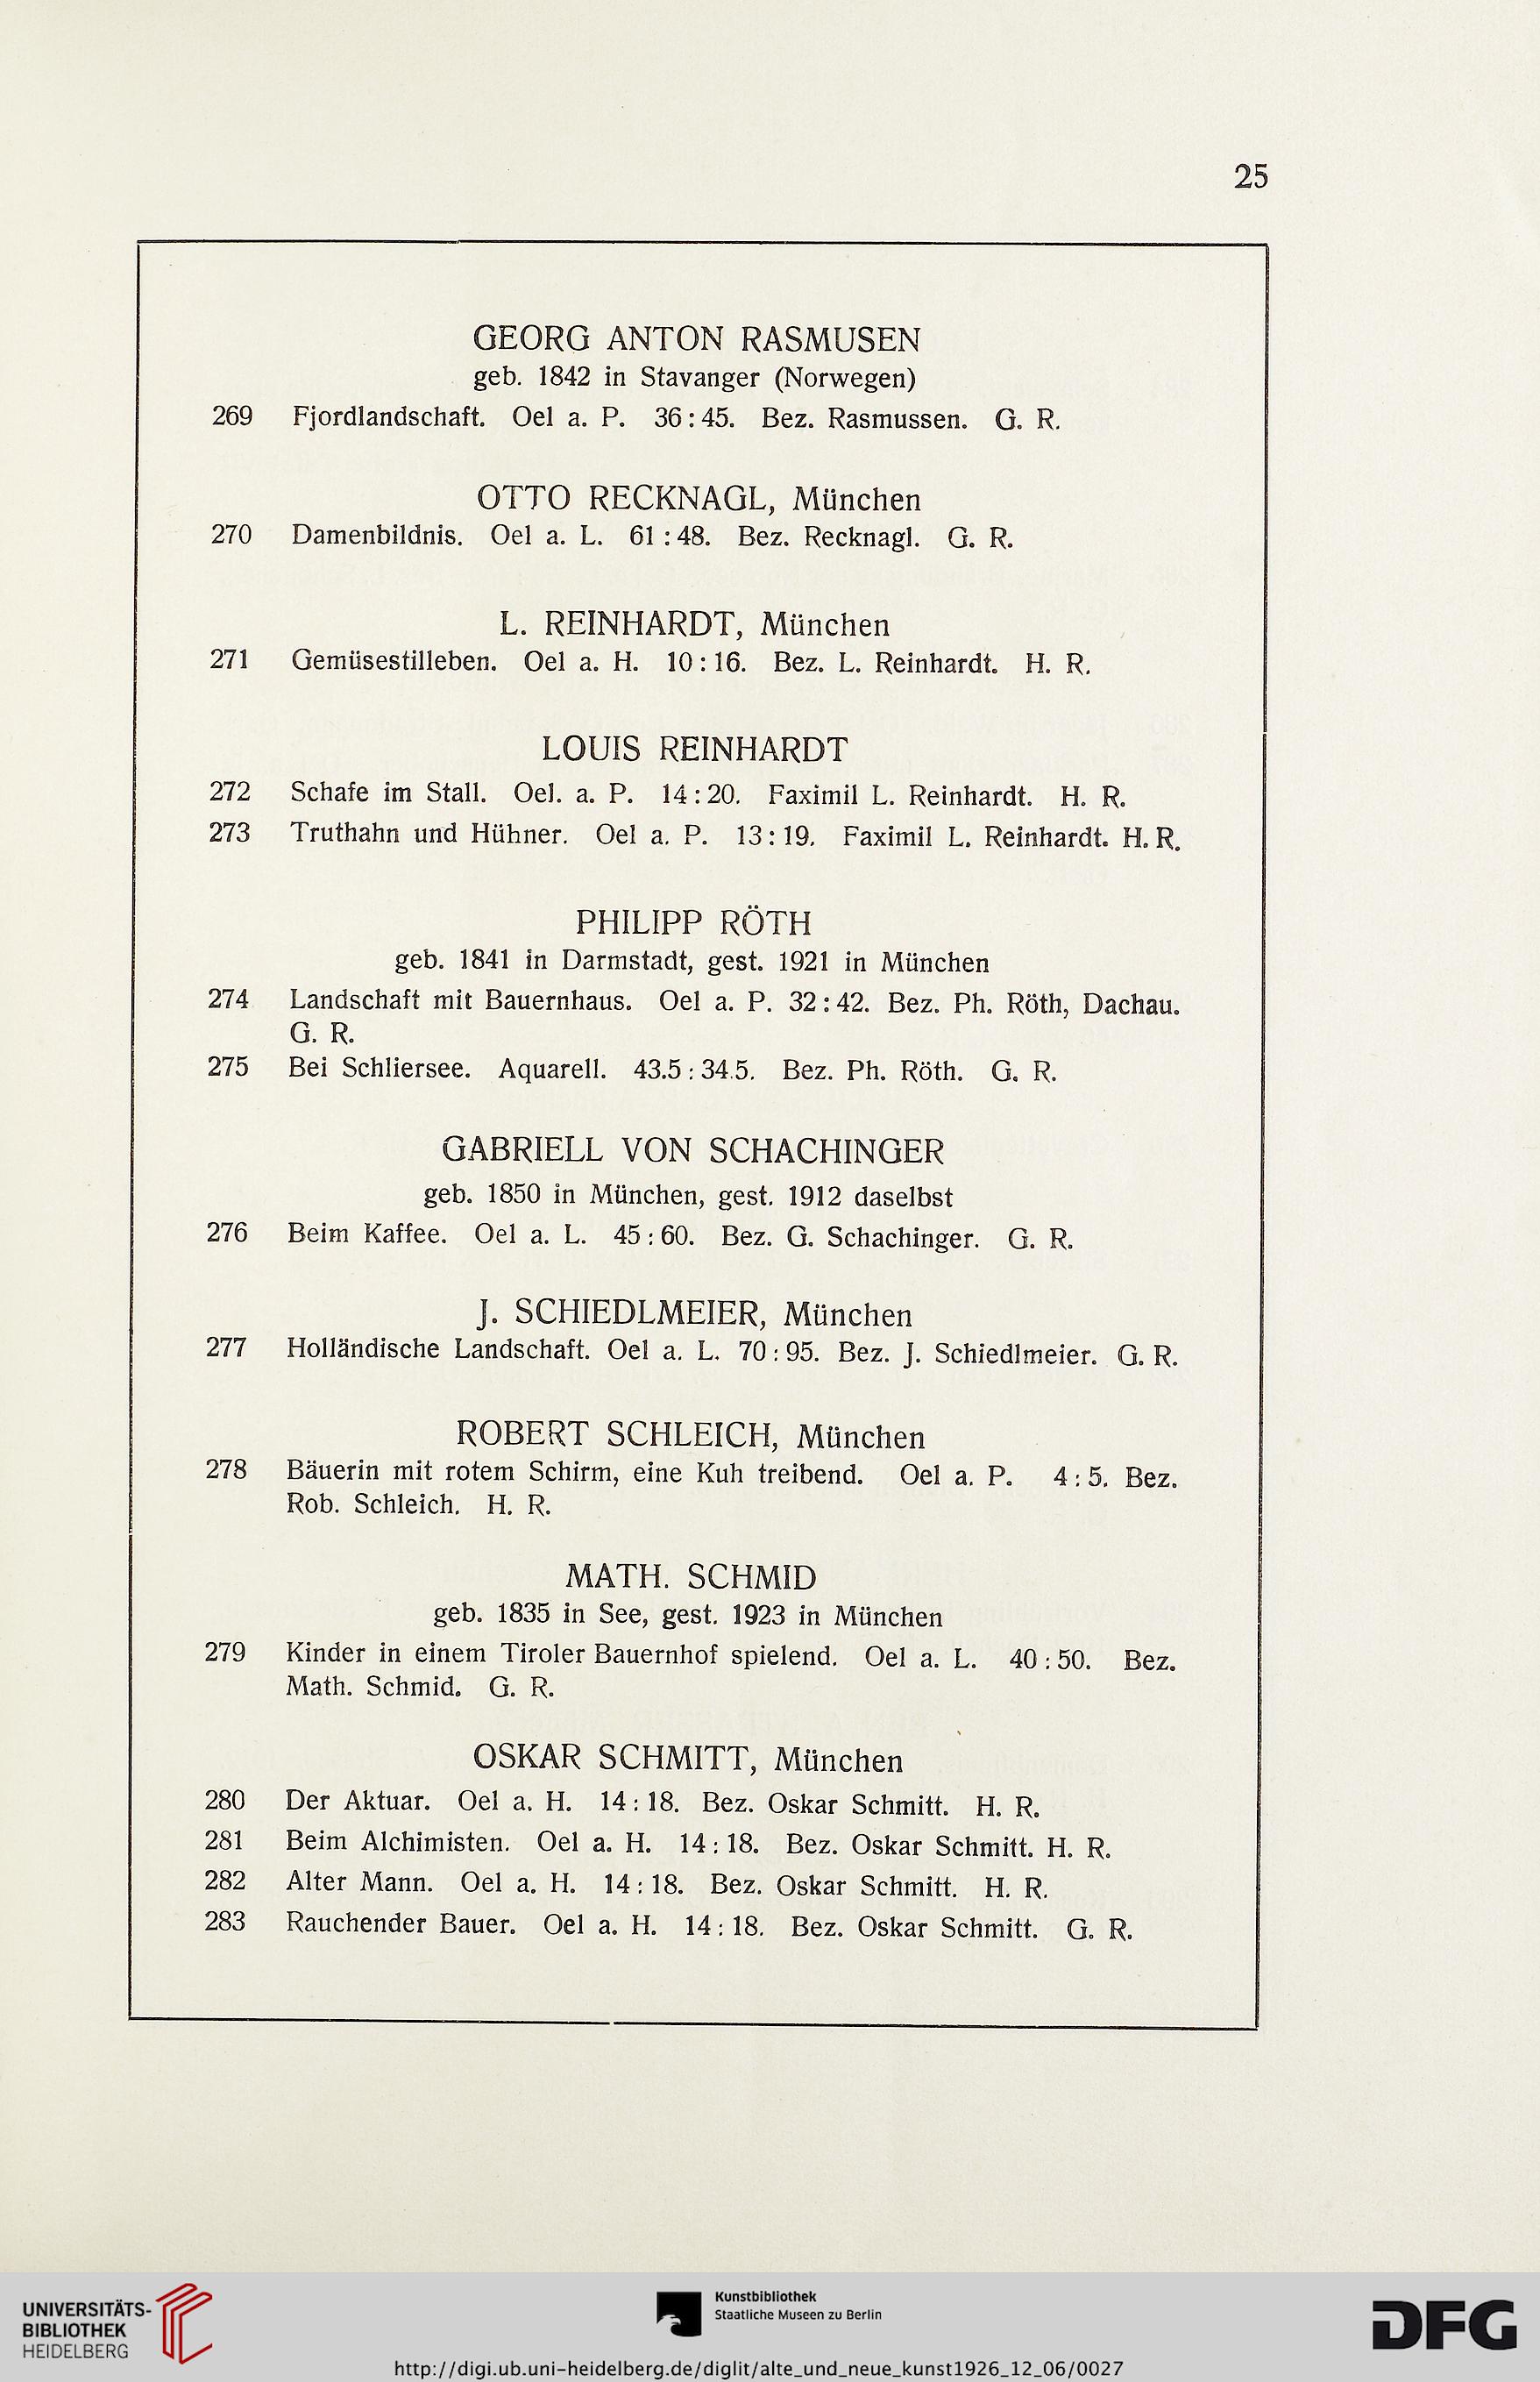 25
GEORG ANTON RASMUSEN
geb. 1842 in Stavanger (Norwegen)
269 Fjordlandschaft. Oel a. P. 36:45. Bez. Rasmussen. G. R.
OTTO RECKNAGL, München
270 Damenbildnis. Oel a. L. 61:48. Bez. Recknagl. G. R.
L. REINHARDT, München
271 Gemüsestilleben. Oel a. H. 10:16. Bez. L. Reinhardt. H. R.
LOUIS REINHARDT
272 Schafe im Stall. Oel. a. P. 14:20. Faximil L. Reinhardt. H. R.
273 Truthahn und Hühner. Oel a. P. 13:19. Faximil L. Reinhardt. H. R.
PHILIPP RÖTH
geb. 1841 in Darmstadt, gest. 1921 in München
274 Landschaft mit Bauernhaus. Oel a. P. 32:42. Bez. Ph. Röth, Dachau.
G. R.
275 Bei Schliersee. Aquarell. 43.5:34.5. Bez. Ph. Röth. G. R.
GABRIELL VON SCHACHINGER
geb. 1850 in München, gest. 1912 daselbst
276 Beim Kaffee. Oel a. L. 45:60. Bez. G. Schachinger. G. R.
J. SCHIEDLMEIER, München
277 Holländische Landschaft. Oel a. L. 70:95. Bez. J. Schiedlmeier. G. R.
ROBERT SCHLEICH, München
278 Bäuerin mit rotem Schirm, eine Kuh treibend. Oel a. P. 4:5. Bez.
Rob. Schleich. H. R.
MATH. SCHMID
geb. 1835 in See, gest. 1923 in München
279 Kinder in einem Tiroler Bauernhof spielend. Oel a. L. 40:50. Bez.
Math. Schmid. G. R.
OSKAR SCHMITT, München
280 Der Aktuar. Oel a. H. 14:18. Bez. Oskar Schmitt. H. R.
281 Beim Alchimisten. Oel a. H. 14:18. Bez. Oskar Schmitt. H. R.
282 Alter Mann. Oel a. H. 14:18. Bez. Oskar Schmitt. H. R.
283 Rauchender Bauer. Oel a. H. 14:18. Bez. Oskar Schmitt. G. R.
UNIVERSITÄTS-
BIBLIOTHEK
HEIDELBERG
Kunstbibliothek
Staatliche Museen zu Berlin
DFG
http://digi.ub.uni-heidelberg.de/diglit/alte_und_neue_kunst1926_12_06/0027